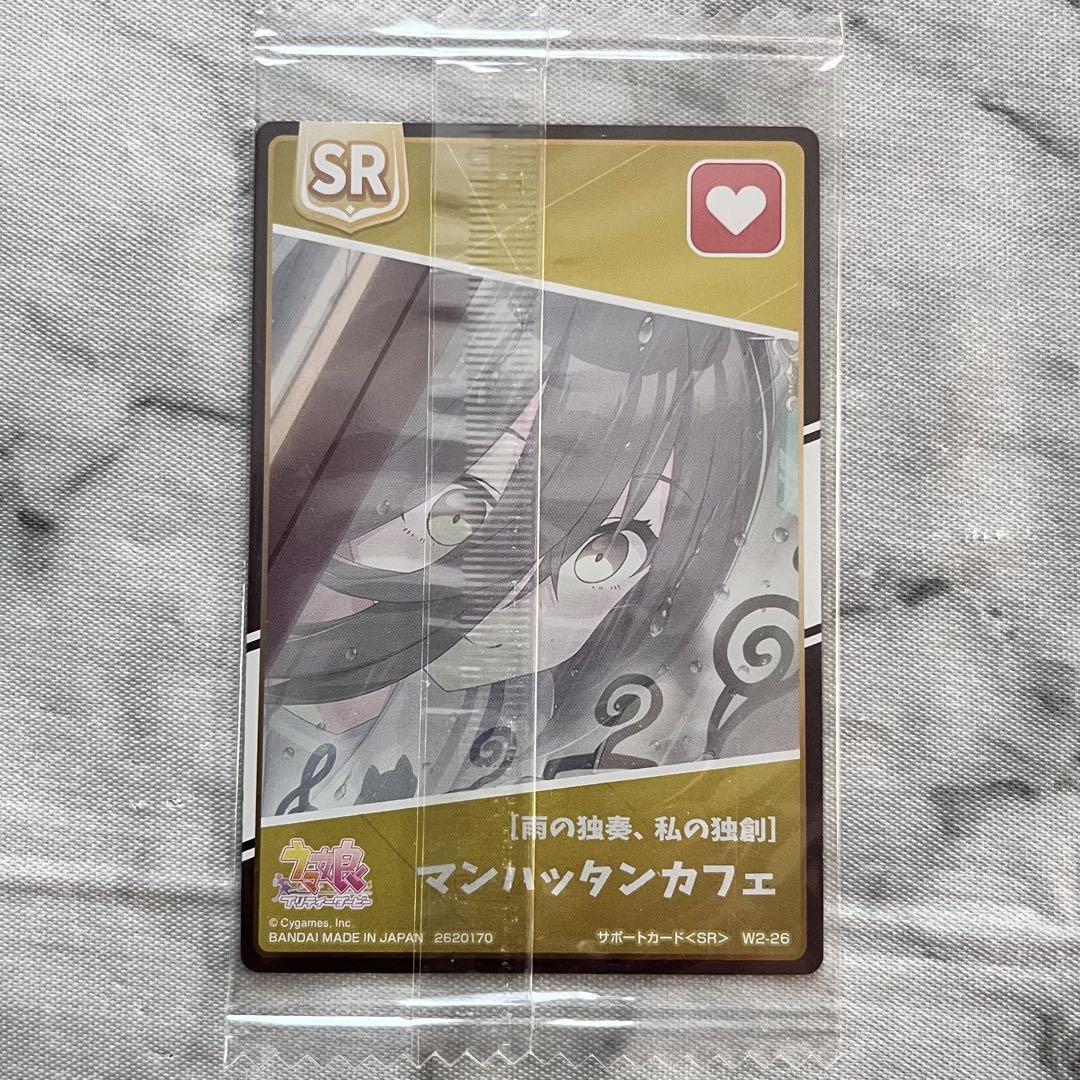 SR
[雨の独奏、私の独創]
マンハッタンカフェ
ウマ娘
プリティーダービー
© Cygames, Inc.
BANDAI MADE IN JAPAN 2620170
サポートカード<SR> W2-26